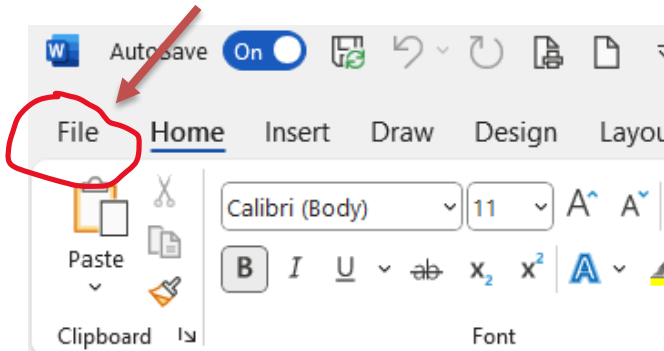 W AutoSave On
File Home Insert Draw Design Layou
Calibri (Body) 11 A A
Paste B I U ab x2 x2 A
Clipboard Font